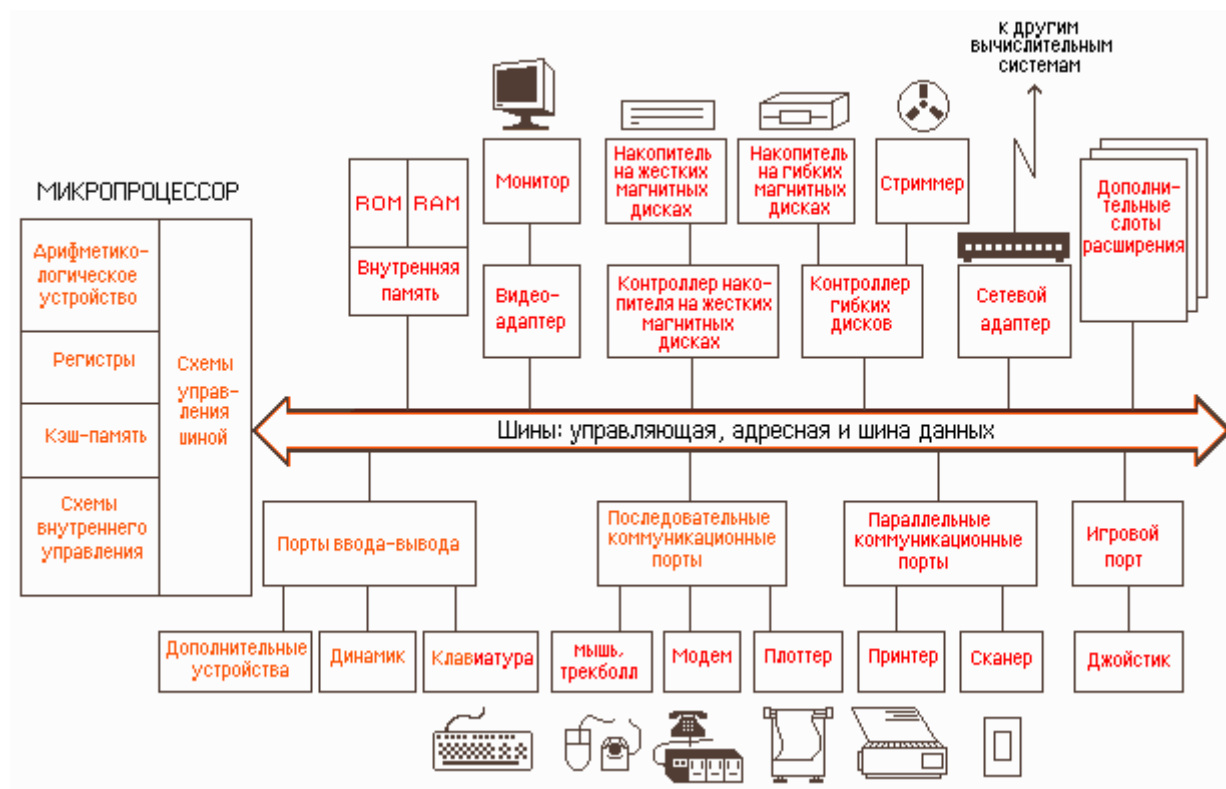 к другим
вычислительным
системам
МИКРОПРОЦЕССОР
Арифметико-
логическое
устройство
Регистры
Кэш-память
Схемы
внутреннего
управления
Схемы
управ-
ления
шиной
ROM
RAM
Внутренняя
память
Монитор
Видео-
адаптер
Накопитель
на жестких
магнитных
дисках
Контроллер нако-
пителя на жестких
магнитных
дисках
Накопитель
на гибких
магнитных
дисках
Стриммер
Контроллер
гибких
дисков
Сетевой
адаптер
Дополни-
тельные
слоты
расширения
Шины: управляющая, адресная и шина данных
Порты ввода-вывода
Последовательные
коммуникационные
порты
Параллельные
коммуникационные
порты
Игровой
порт
Дополнительные
устройства
Динамик
Клавиатура
мышь,
трекболл
Модем
Плоттер
Принтер
Сканер
Джойстик